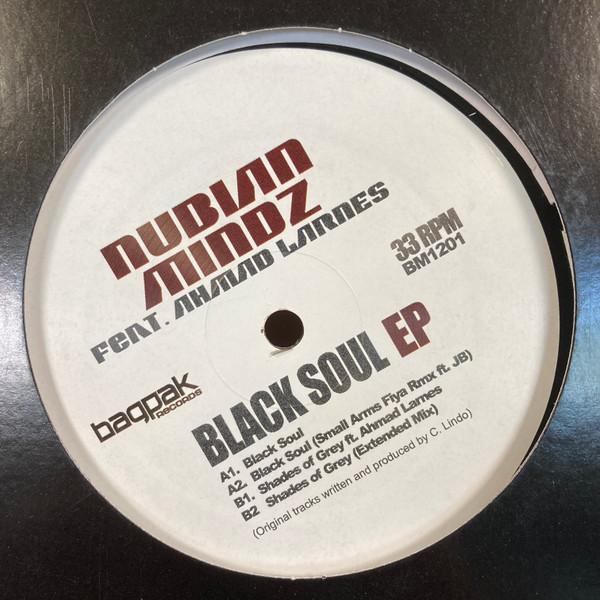 NUBIAN
MINDZ
FEAT. AHMAD LARNES
33 RPM
BM1201
BLACK SOUL EP
bagpak
RECORDS
A1. Black Soul
A2. Black Soul (Small Arms Fiya Rmx ft. JB)
B1. Shades of Grey ft. Ahmad Larnes
B2 Shades of Grey (Extended Mix)
(Original tracks written and produced by C. Lindo)